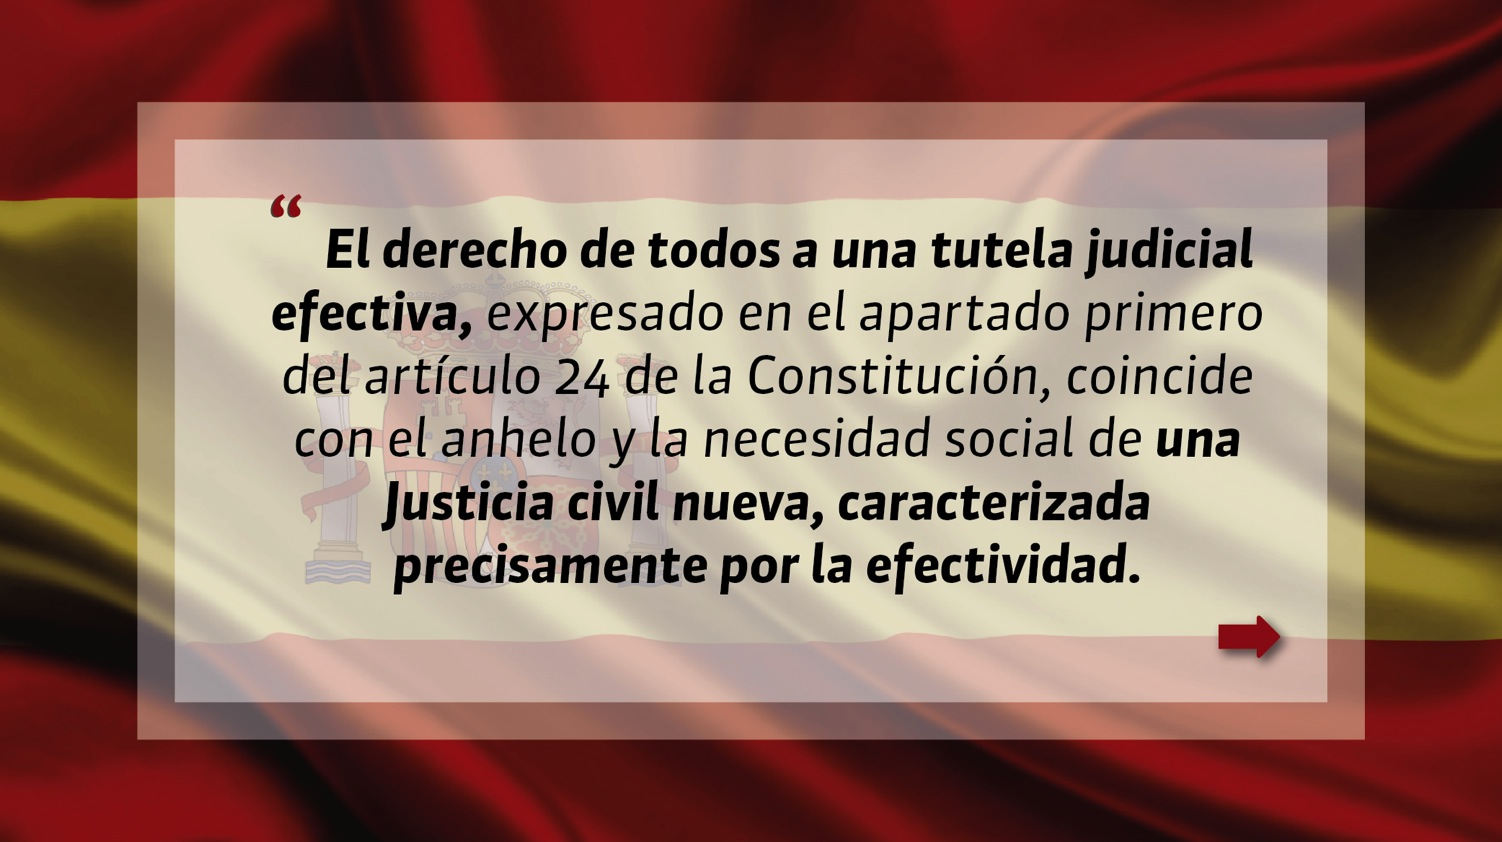 “ El derecho de todos a una tutela judicial
efectiva, expresado en el apartado primero
del artículo 24 de la Constitución, coincide
con el anhelo y la necesidad social de una
Justicia civil nueva, caracterizada
precisamente por la efectividad.